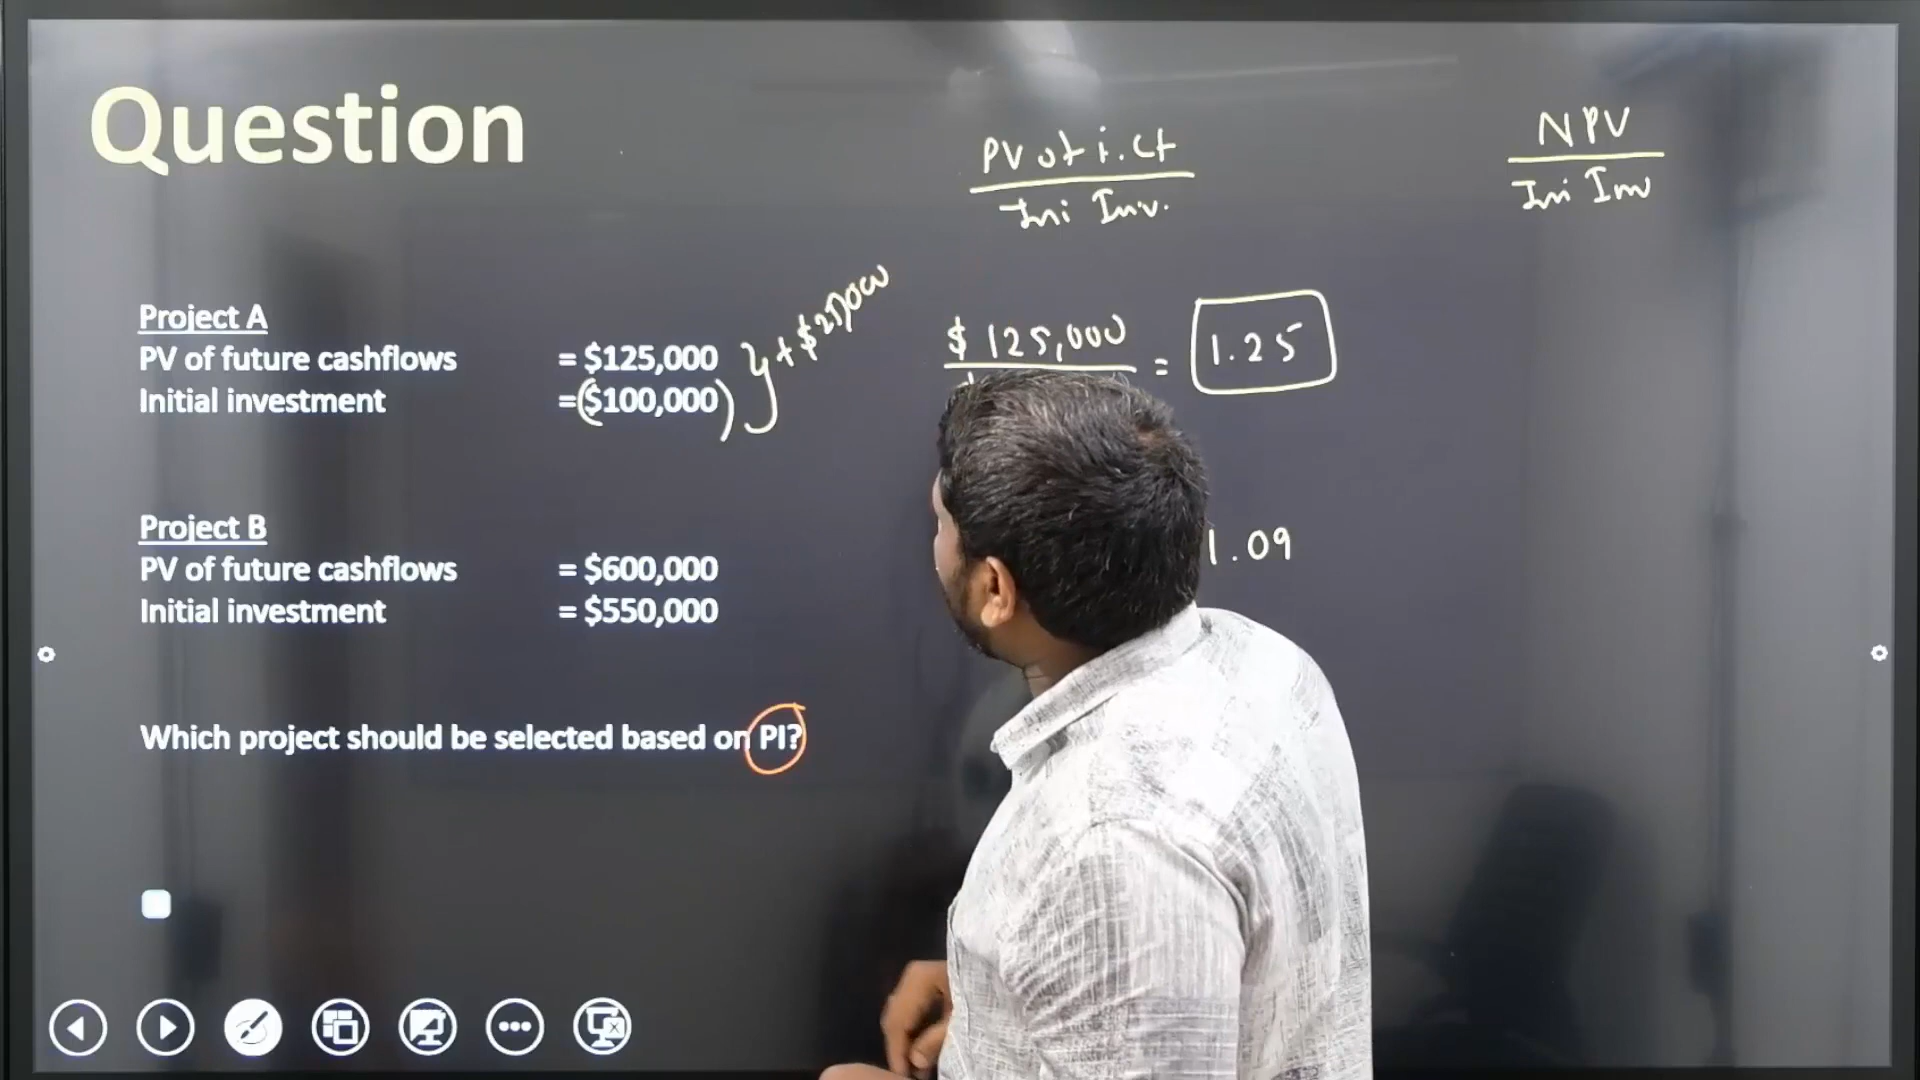 Question
PV of i.cf
Ini Inv.
NPV
Ini Inv
Project A
PV of future cashflows = $125,000
Initial investment =($100,000)
+ $25,000
$ 125,000
= 1.25
Project B
PV of future cashflows = $600,000
Initial investment = $550,000
1.09
Which project should be selected based on PI?